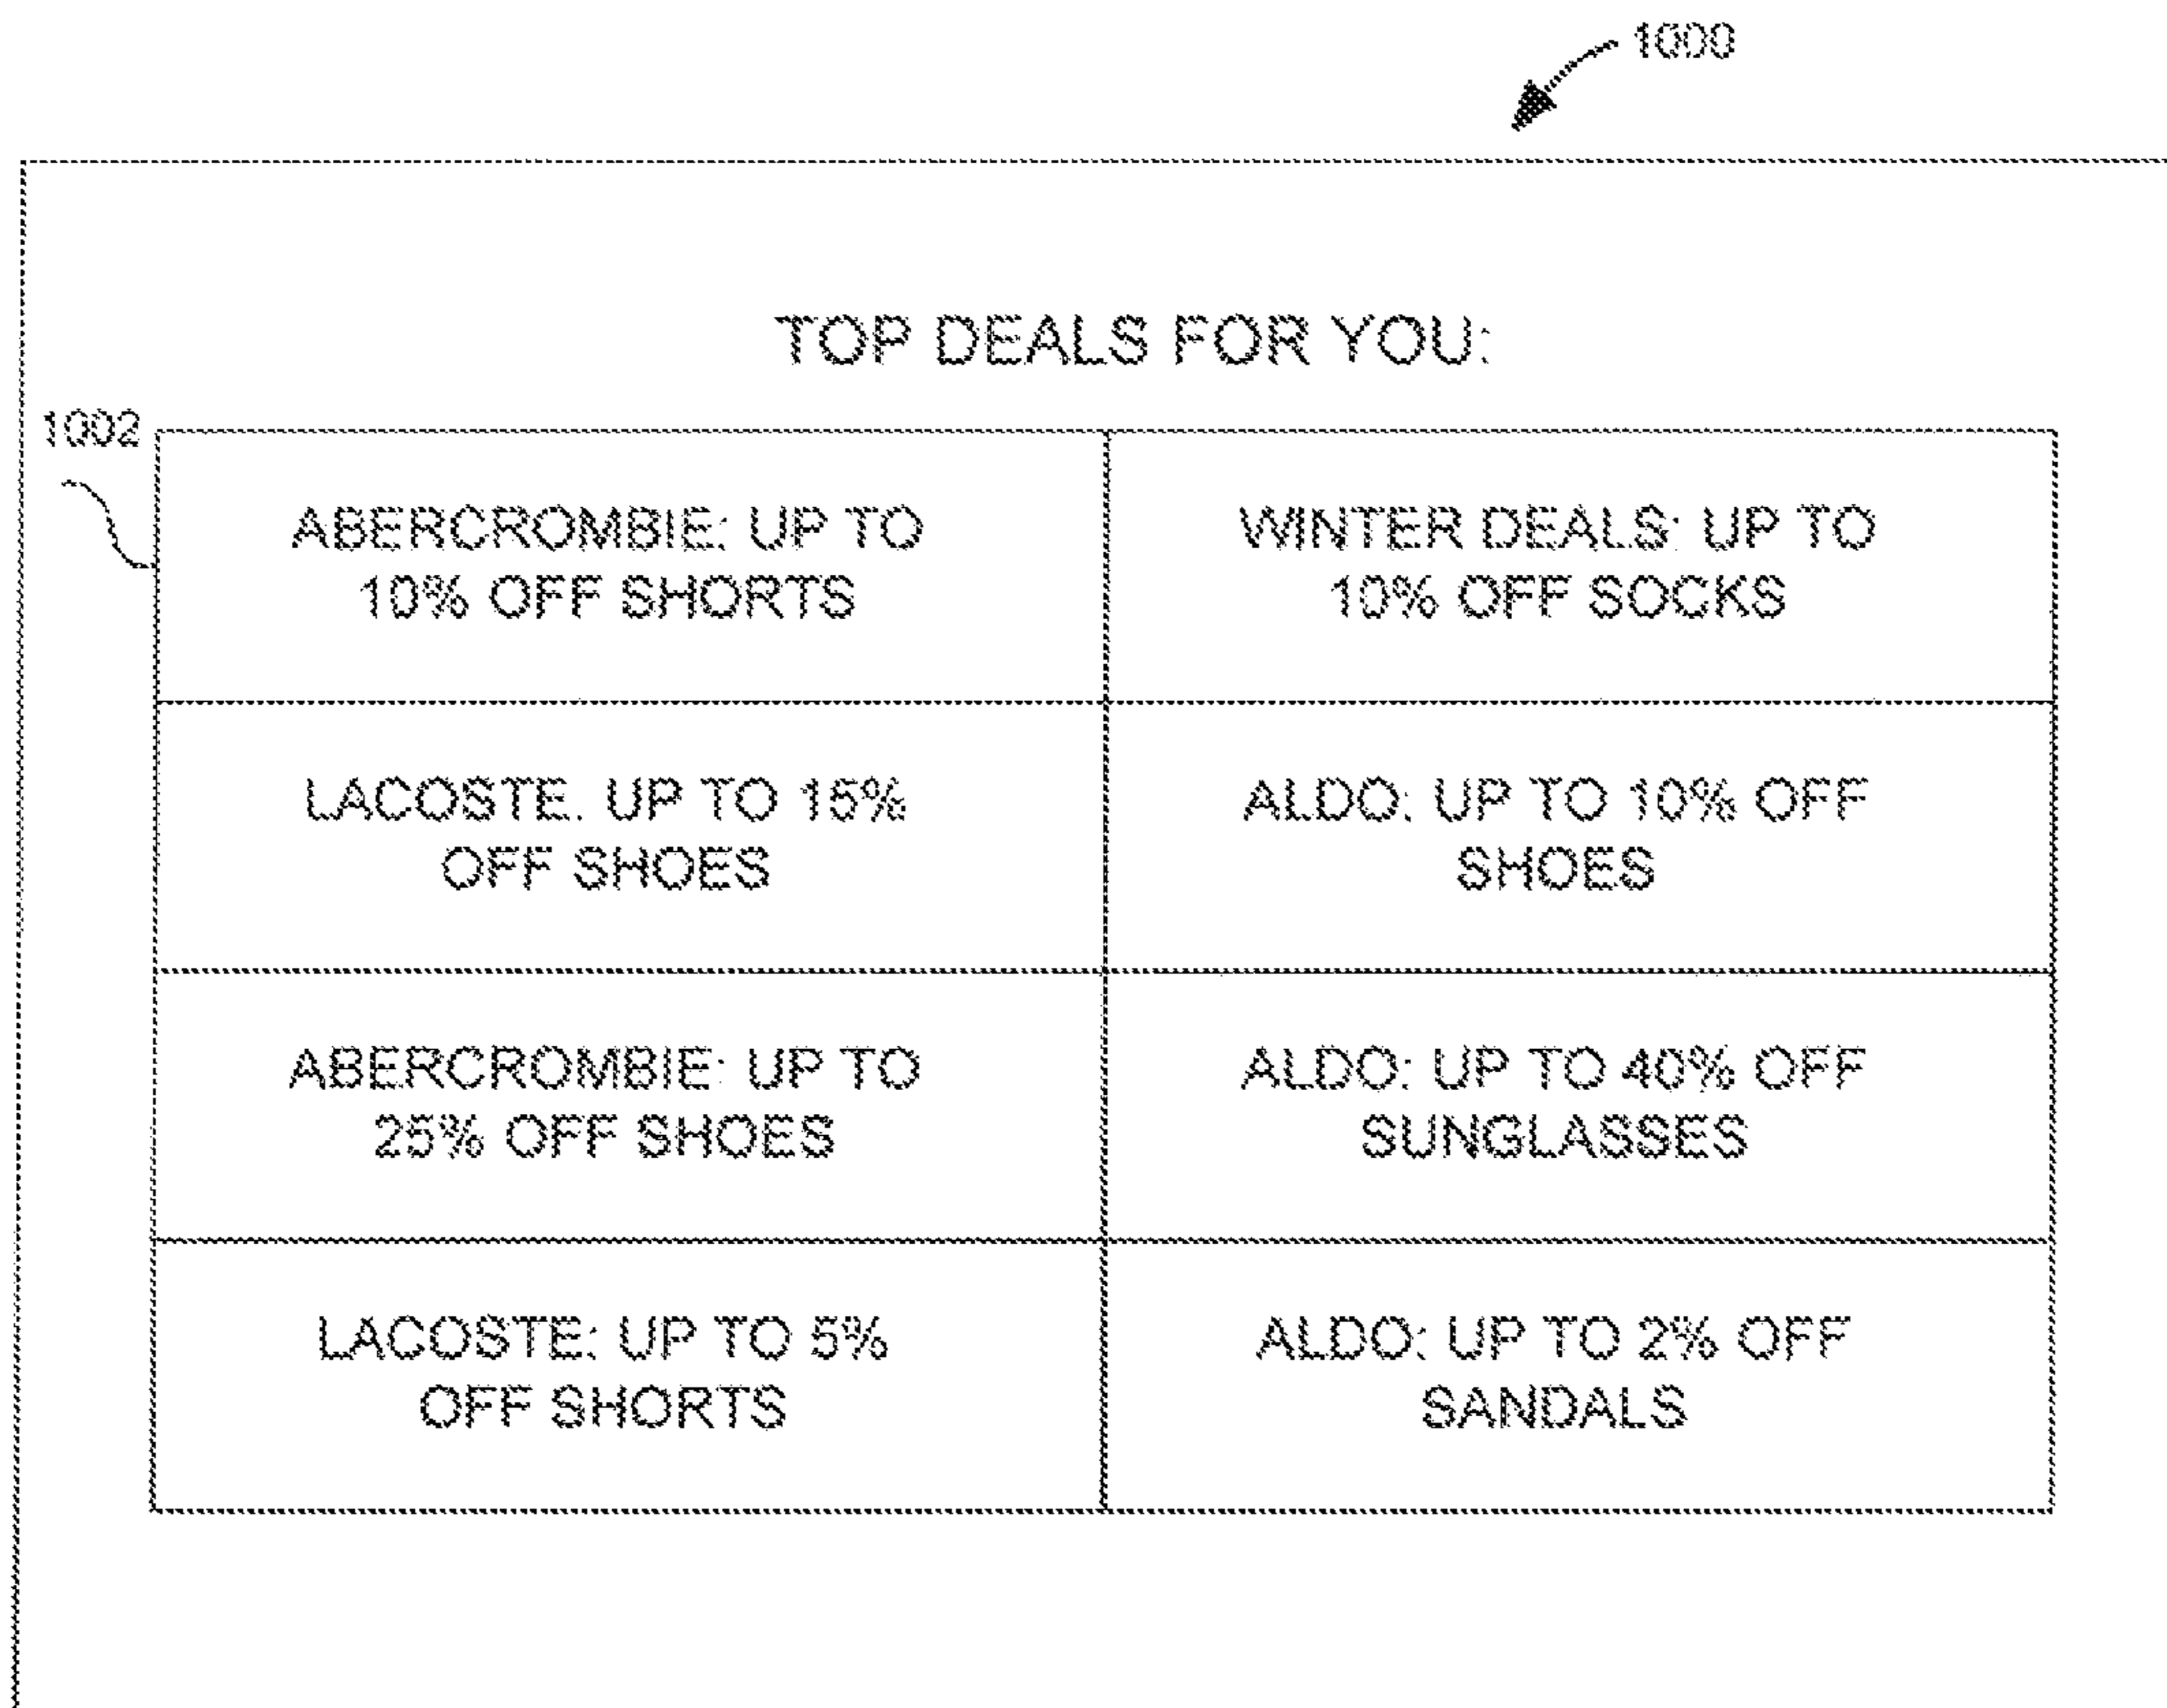 1000
TOP DEALS FOR YOU:
1002
ABERCROMBIE: UP TO
10% OFF SHORTS
WINTER DEALS: UP TO
10% OFF SOCKS
LACOSTE. UP TO 15%
OFF SHOES
ALDO: UP TO 10% OFF
SHOES
ABERCROMBIE: UP TO
25% OFF SHOES
ALDO: UP TO 40% OFF
SUNGLASSES
LACOSTE: UP TO 5%
OFF SHORTS
ALDO: UP TO 2% OFF
SANDALS